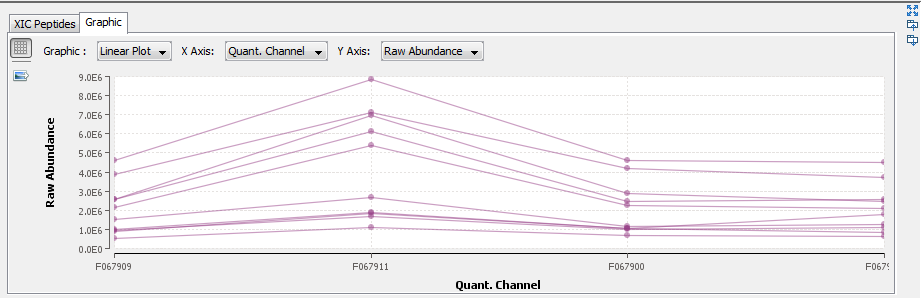 XIC Peptides Graphic
Graphic : Linear Plot X Axis: Quant. Channel Y Axis: Raw Abundance
9.0E6
8.0E6
7.0E6
6.0E6
5.0E6
4.0E6
3.0E6
2.0E6
1.0E6
0.0E0
Raw Abundance
F067909 F067911 F067900 F0679
Quant. Channel